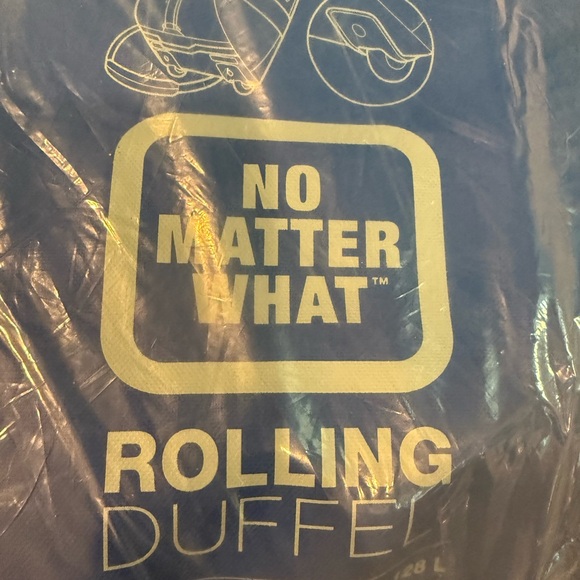 NO
MATTER
WHAT™
ROLLING
DUFFEL